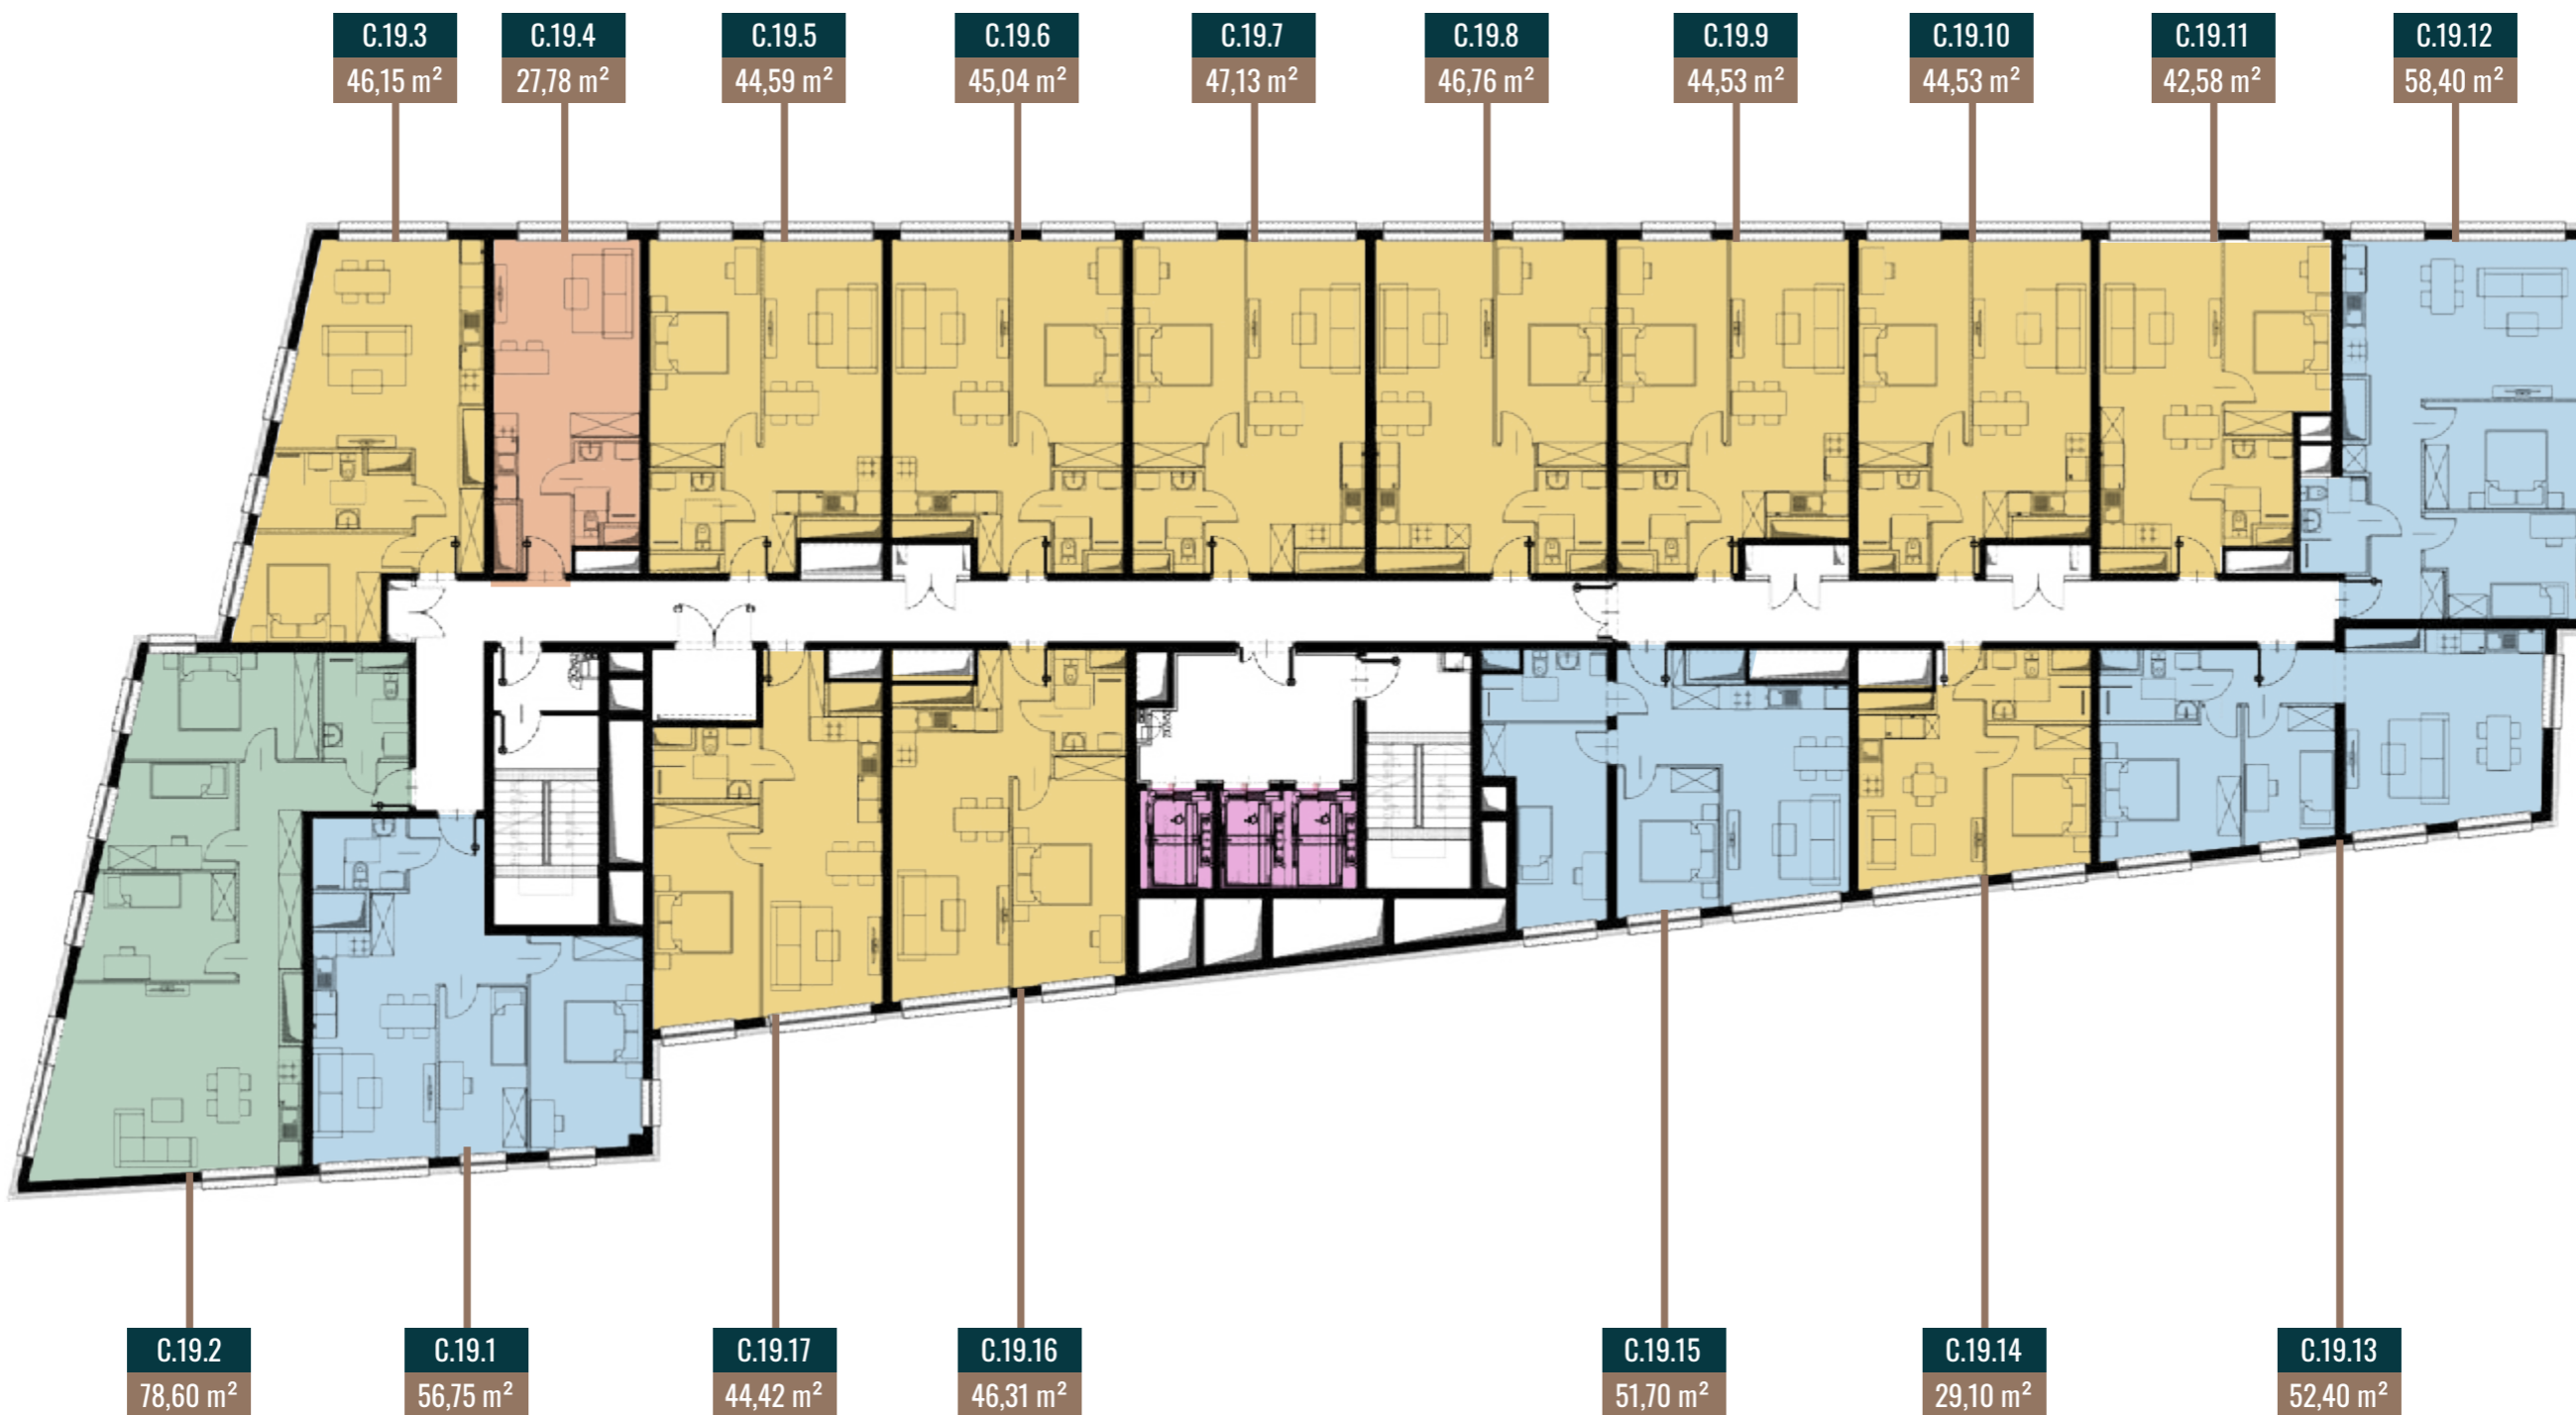 C.19.3
46,15 m²
C.19.4
27,78 m²
C.19.5
44,59 m²
C.19.6
45,04 m²
C.19.7
47,13 m²
C.19.8
46,76 m²
C.19.9
44,53 m²
C.19.10
44,53 m²
C.19.11
42,58 m²
C.19.12
58,40 m²
C.19.2
78,60 m²
C.19.1
56,75 m²
C.19.17
44,42 m²
C.19.16
46,31 m²
C.19.15
51,70 m²
C.19.14
29,10 m²
C.19.13
52,40 m²